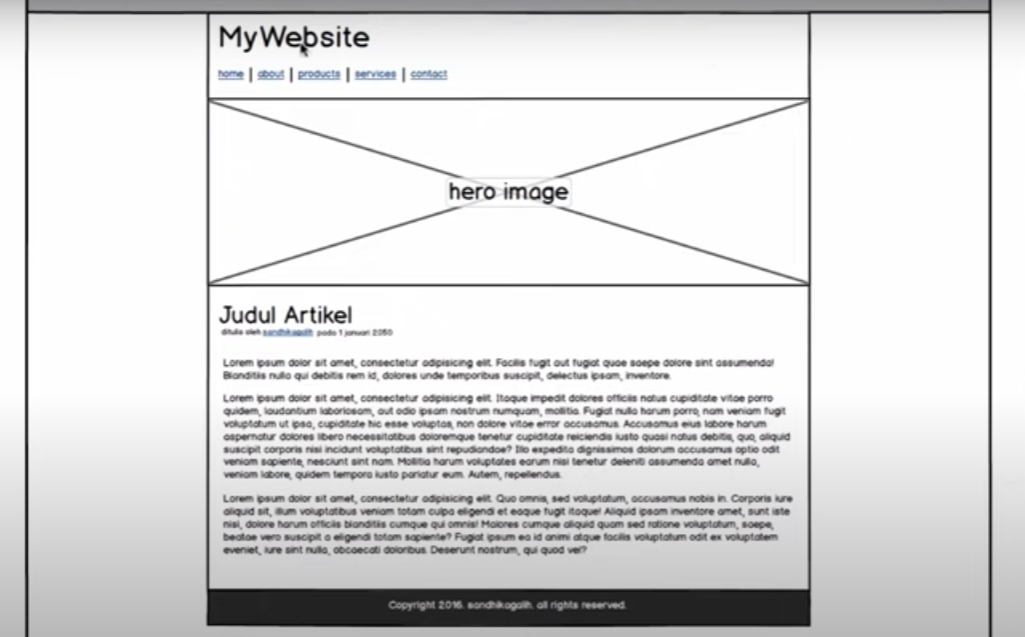 MyWebsite
home | about | products | services | contact
hero image
Judul Artikel
ditulis oleh sandhikagalih pada 1 januari 2050
Lorem ipsum dolor sit amet, consectetur adipisicing elit. Facilis fugit aut fugiat quae saepe dolore sint assumenda!
Blanditiis nulla qui debitis rem id, dolores unde temporibus suscipit, delectus ipsam, inventore.
Lorem ipsum dolor sit amet, consectetur adipisicing elit. Itaque impedit dolores officiis natus cupiditate vitae porro
quidem, laudantium laboriosam, aut odio ipsam nostrum numquam, mollitia. Fugiat nulla harum porro, nam veniam fugit
voluptatum ut ipsa, cupiditate hic esse voluptas, non dolore vitae error accusamus. Accusamus eius labore harum
aspernatur dolores libero necessitatibus doloremque tenetur cupiditate reiciendis iusto quasi natus debitis, quo, aliquid
suscipit corporis nisi incidunt voluptatibus sint repudiandae? Illo expedita dignissimos dolorum accusamus optio odit
veniam sapiente, nesciunt sint nam. Mollitia harum voluptates earum nisi tenetur deleniti assumenda amet nulla,
veniam labore, quidem tempora iusto pariatur eum. Autem, repellendus.
Lorem ipsum dolor sit amet, consectetur adipisicing elit. Quo omnis, sed voluptatum, accusamus nobis in. Corporis iure
aliquid sit, illum voluptatibus veniam totam culpa eligendi et eaque fugit itaque! Aliquid ipsam inventore amet, sunt iste
nisi, dolore harum officiis blanditiis cumque qui omnis! Maiores cumque aliquid quam sed ratione voluptatum, saepe,
beatae vero suscipit a eligendi totam sapiente? Fugiat ipsum ea id animi atque facilis voluptatum odit ex voluptatem
eveniet, iure sint nulla, obcaecati doloribus. Deserunt nostrum, qui quod vel?
Copyright 2016. sandhikagalih. all rights reserved.